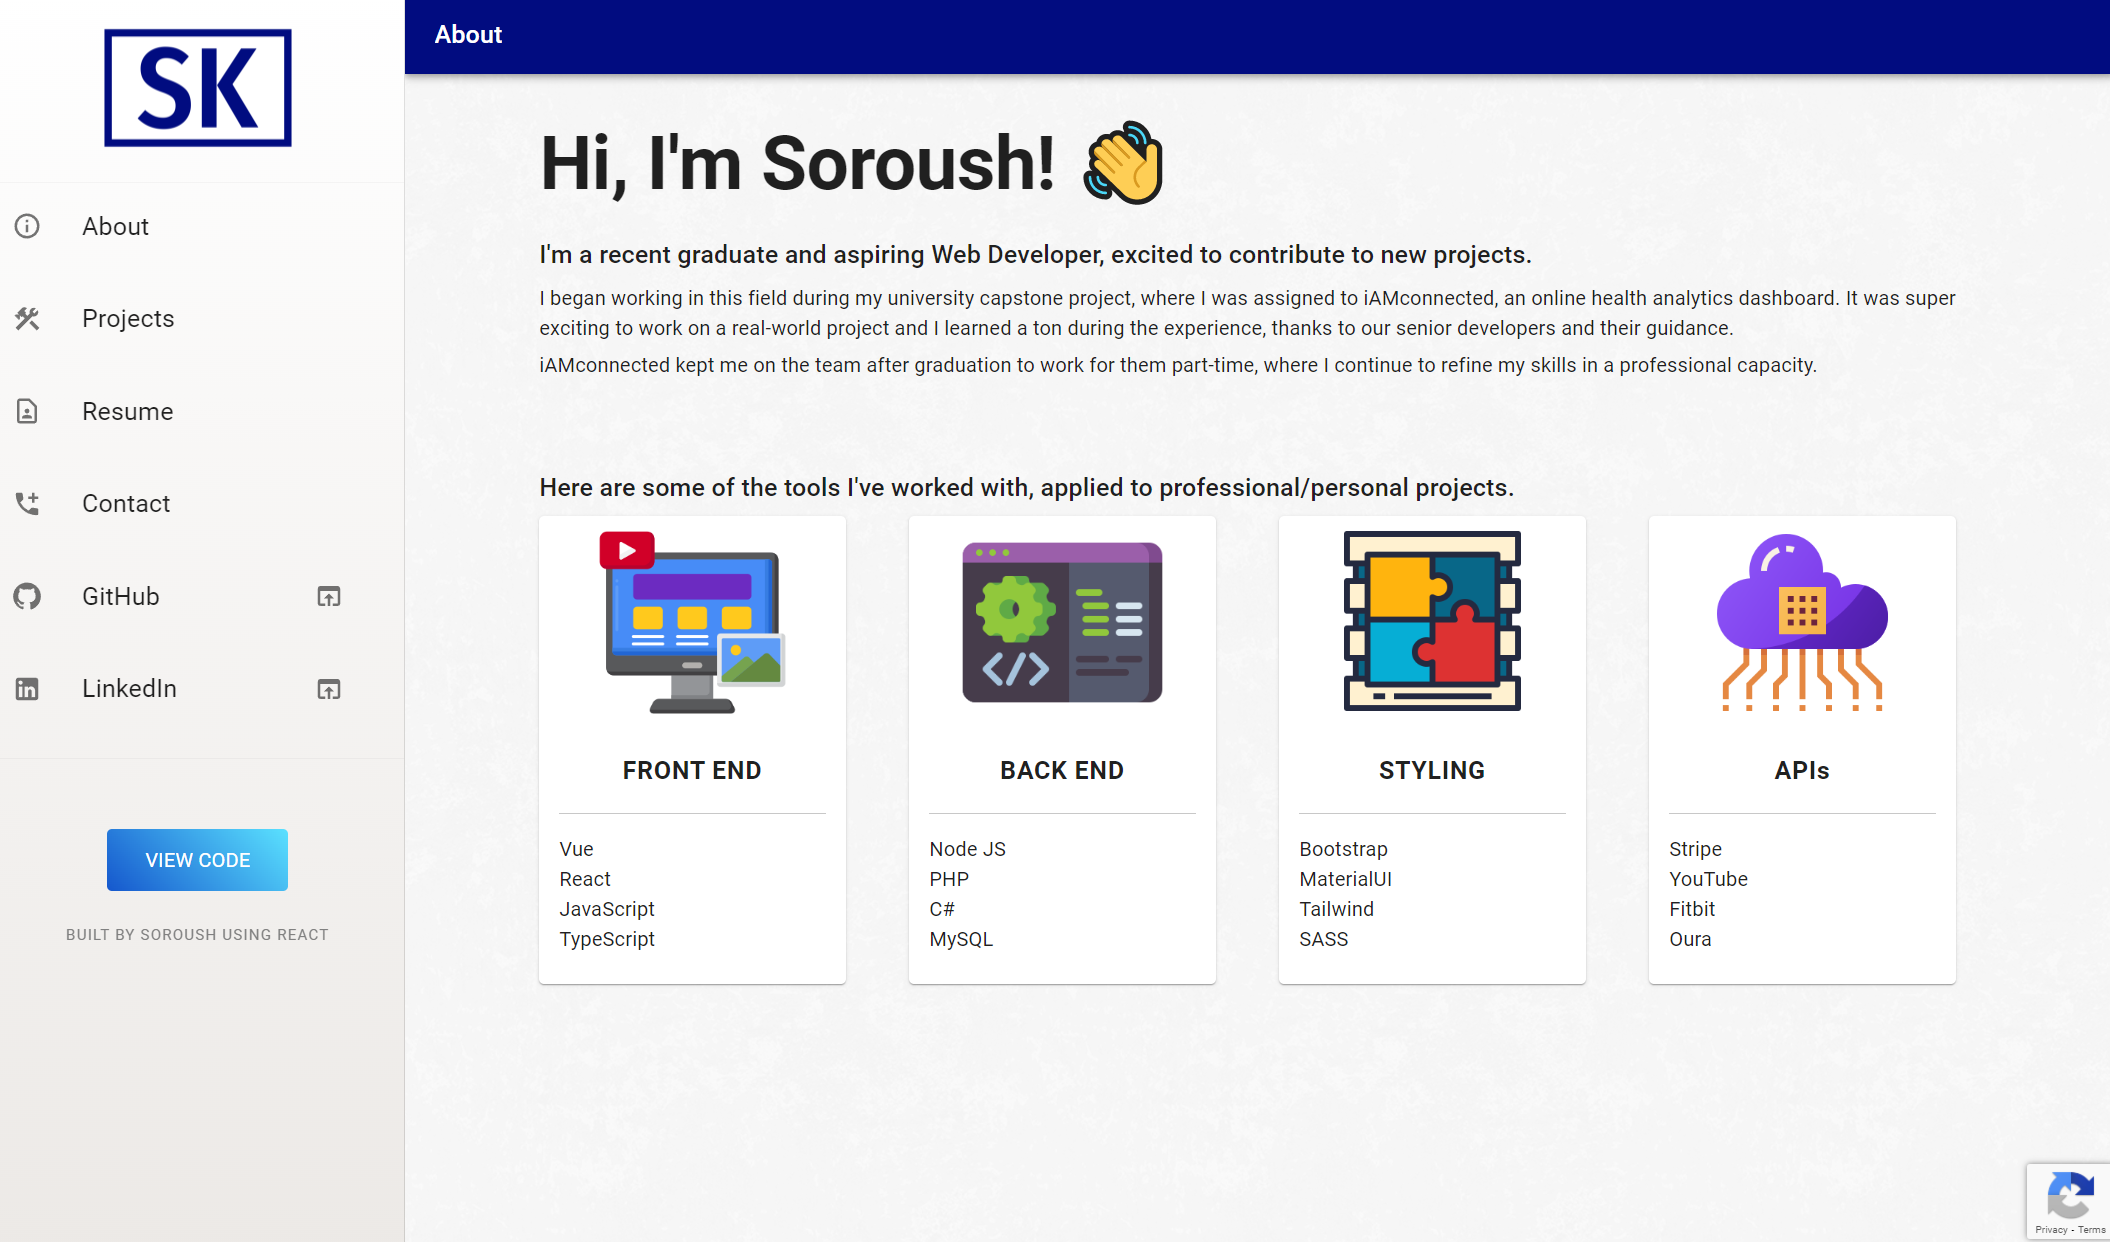 SK
About
Projects
Resume
Contact
GitHub
LinkedIn
VIEW CODE
BUILT BY SOROUSH USING REACT
About
Hi, I'm Soroush!
I'm a recent graduate and aspiring Web Developer, excited to contribute to new projects.
I began working in this field during my university capstone project, where I was assigned to iAMconnected, an online health analytics dashboard. It was super
exciting to work on a real-world project and I learned a ton during the experience, thanks to our senior developers and their guidance.
iAMconnected kept me on the team after graduation to work for them part-time, where I continue to refine my skills in a professional capacity.
Here are some of the tools I've worked with, applied to professional/personal projects.
FRONT END
Vue
React
JavaScript
TypeScript
BACK END
Node JS
PHP
C#
MySQL
STYLING
Bootstrap
MaterialUI
Tailwind
SASS
APIs
Stripe
YouTube
Fitbit
Oura
Privacy - Terms